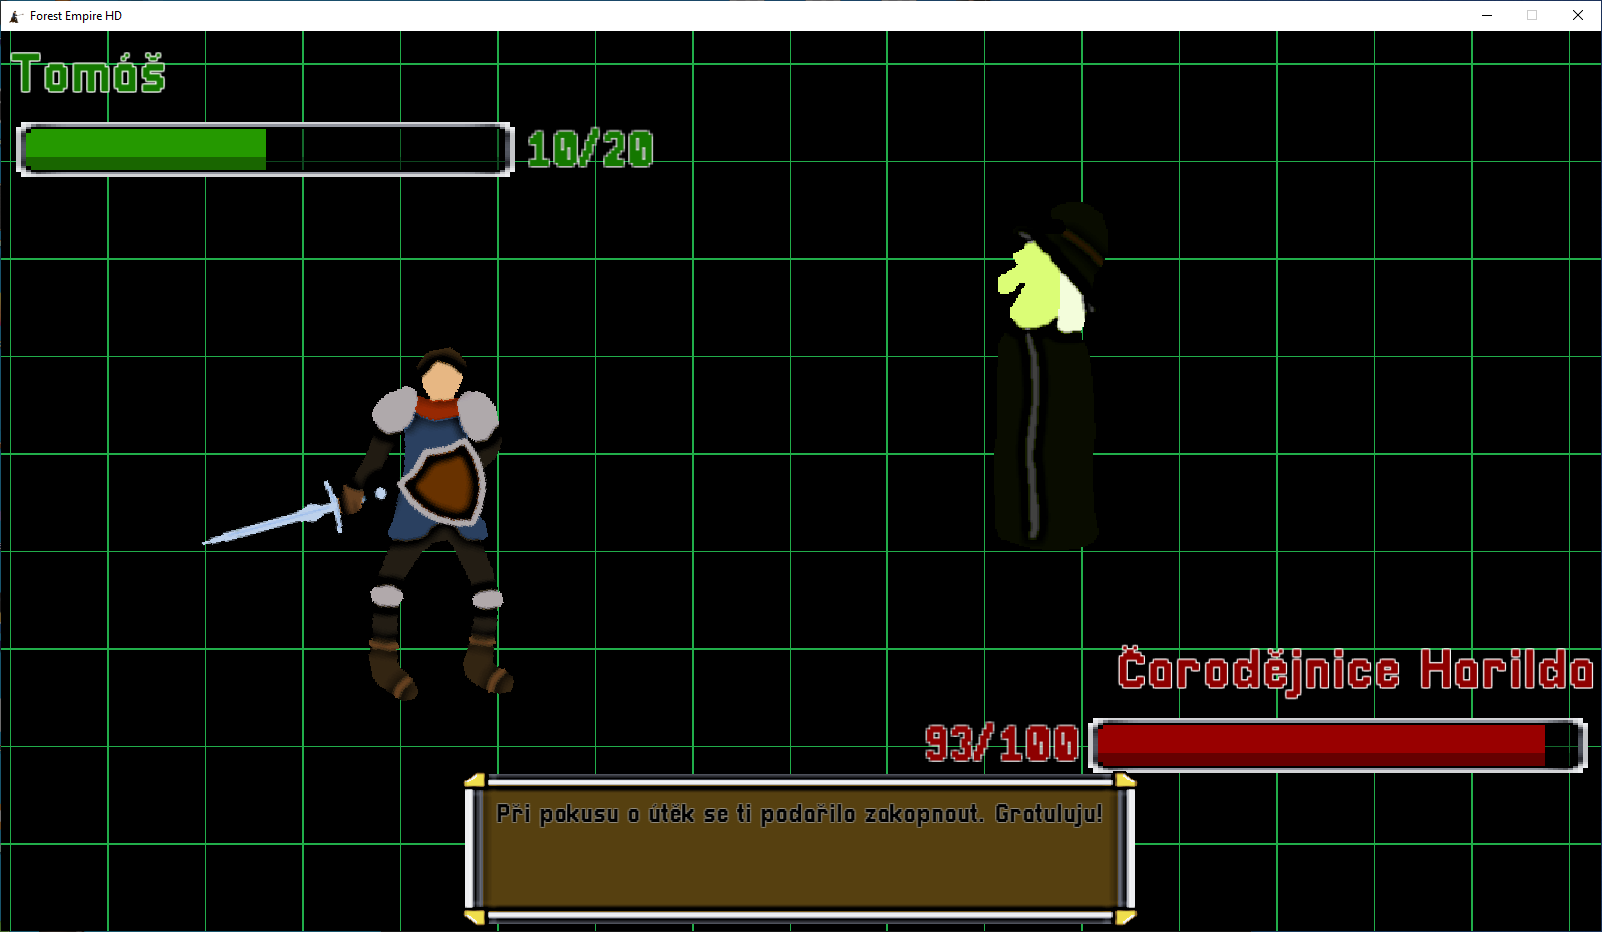 Forest Empire HD
Tomáš
10/20
Čarodějnice Harilda
93/100
Při pokusu o útěk se ti podařilo zakopnout. Gratuluju!